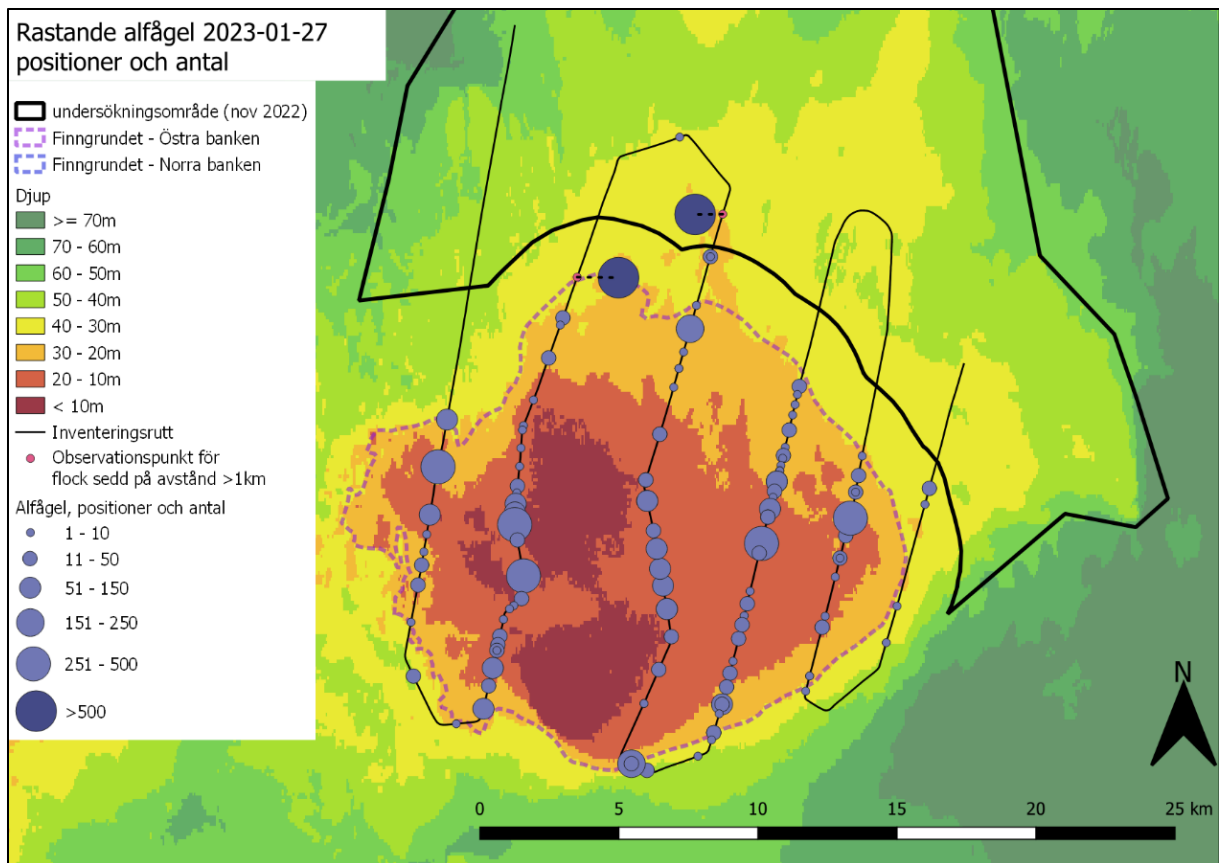 Rastande alfågel 2023-01-27
positioner och antal
undersökningsområde (nov 2022)
Finngrundet - Östra banken
Finngrundet - Norra banken
Djup
>= 70m
70 - 60m
60 - 50m
50 - 40m
40 - 30m
30 - 20m
20 - 10m
< 10m
Inventeringsrutt
Observationspunkt för
flock sedd på avstånd >1km
Alfågel, positioner och antal
1 - 10
11 - 50
51 - 150
151 - 250
251 - 500
>500
N
0 5 10 15 20 25 km